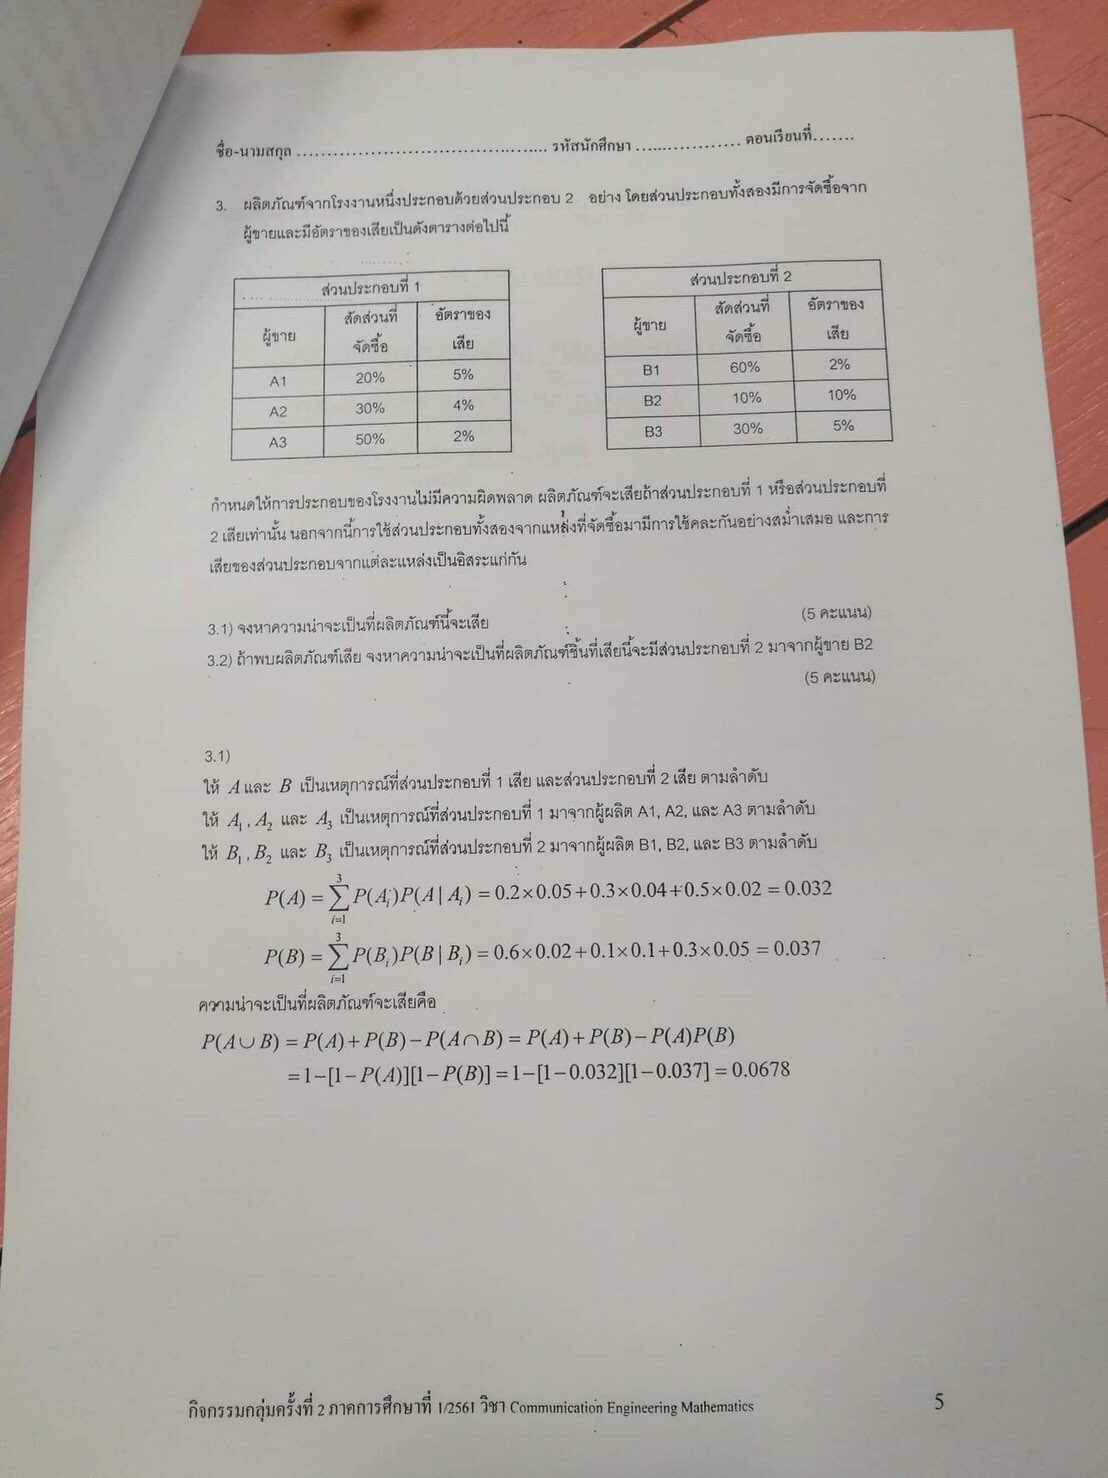 ชื่อ-นามสกุล ........................................... รหัสนักศึกษา .................. ตอนเรียนที่.......
3. ผลิตภัณฑ์จากโรงงานหนึ่งประกอบด้วยส่วนประกอบ 2 อย่าง โดยส่วนประกอบทั้งสองมีการจัดซื้อจาก
ผู้ขายและมีอัตราของเสียเป็นดังตารางต่อไปนี้
ส่วนประกอบที่ 1
ผู้ขาย สัดส่วนที่จัดซื้อ อัตราของเสีย
A1 20% 5%
A2 30% 4%
A3 50% 2%
ส่วนประกอบที่ 2
ผู้ขาย สัดส่วนที่จัดซื้อ อัตราของเสีย
B1 60% 2%
B2 10% 10%
B3 30% 5%
กำหนดให้การประกอบของโรงงานไม่มีความผิดพลาด ผลิตภัณฑ์จะเสียถ้าส่วนประกอบที่ 1 หรือส่วนประกอบที่
2 เสียเท่านั้น นอกจากนี้การใช้ส่วนประกอบทั้งสองจากแหล่งที่จัดซื้อมามีการใช้คละกันอย่างสม่ำเสมอ และการ
เสียของส่วนประกอบจากแต่ละแหล่งเป็นอิสระแก่กัน
3.1) จงหาความน่าจะเป็นที่ผลิตภัณฑ์นี้จะเสีย (5 คะแนน)
3.2) ถ้าพบผลิตภัณฑ์เสีย จงหาความน่าจะเป็นที่ผลิตภัณฑ์ชิ้นที่เสียนี้จะมีส่วนประกอบที่ 2 มาจากผู้ขาย B2
(5 คะแนน)
3.1)
ให้ A และ B เป็นเหตุการณ์ที่ส่วนประกอบที่ 1 เสีย และส่วนประกอบที่ 2 เสีย ตามลำดับ
ให้ A₁ , A₂ และ A₃ เป็นเหตุการณ์ที่ส่วนประกอบที่ 1 มาจากผู้ผลิต A1, A2, และ A3 ตามลำดับ
ให้ B₁ , B₂ และ B₃ เป็นเหตุการณ์ที่ส่วนประกอบที่ 2 มาจากผู้ผลิต B1, B2, และ B3 ตามลำดับ
P(A) = ∑_{i=1}^{3} P(Aᵢ)P(A | Aᵢ) = 0.2×0.05+0.3×0.04+0.5×0.02 = 0.032
P(B) = ∑_{i=1}^{3} P(Bᵢ)P(B | Bᵢ) = 0.6×0.02+0.1×0.1+0.3×0.05 = 0.037
ความน่าจะเป็นที่ผลิตภัณฑ์จะเสียคือ
P(A∪B) = P(A)+P(B)−P(A∩B) = P(A)+P(B)−P(A)P(B)
=1−[1−P(A)][1−P(B)] =1−[1−0.032][1−0.037] = 0.0678
กิจกรรมกลุ่มครั้งที่ 2 ภาคการศึกษาที่ 1/2561 วิชา Communication Engineering Mathematics 5